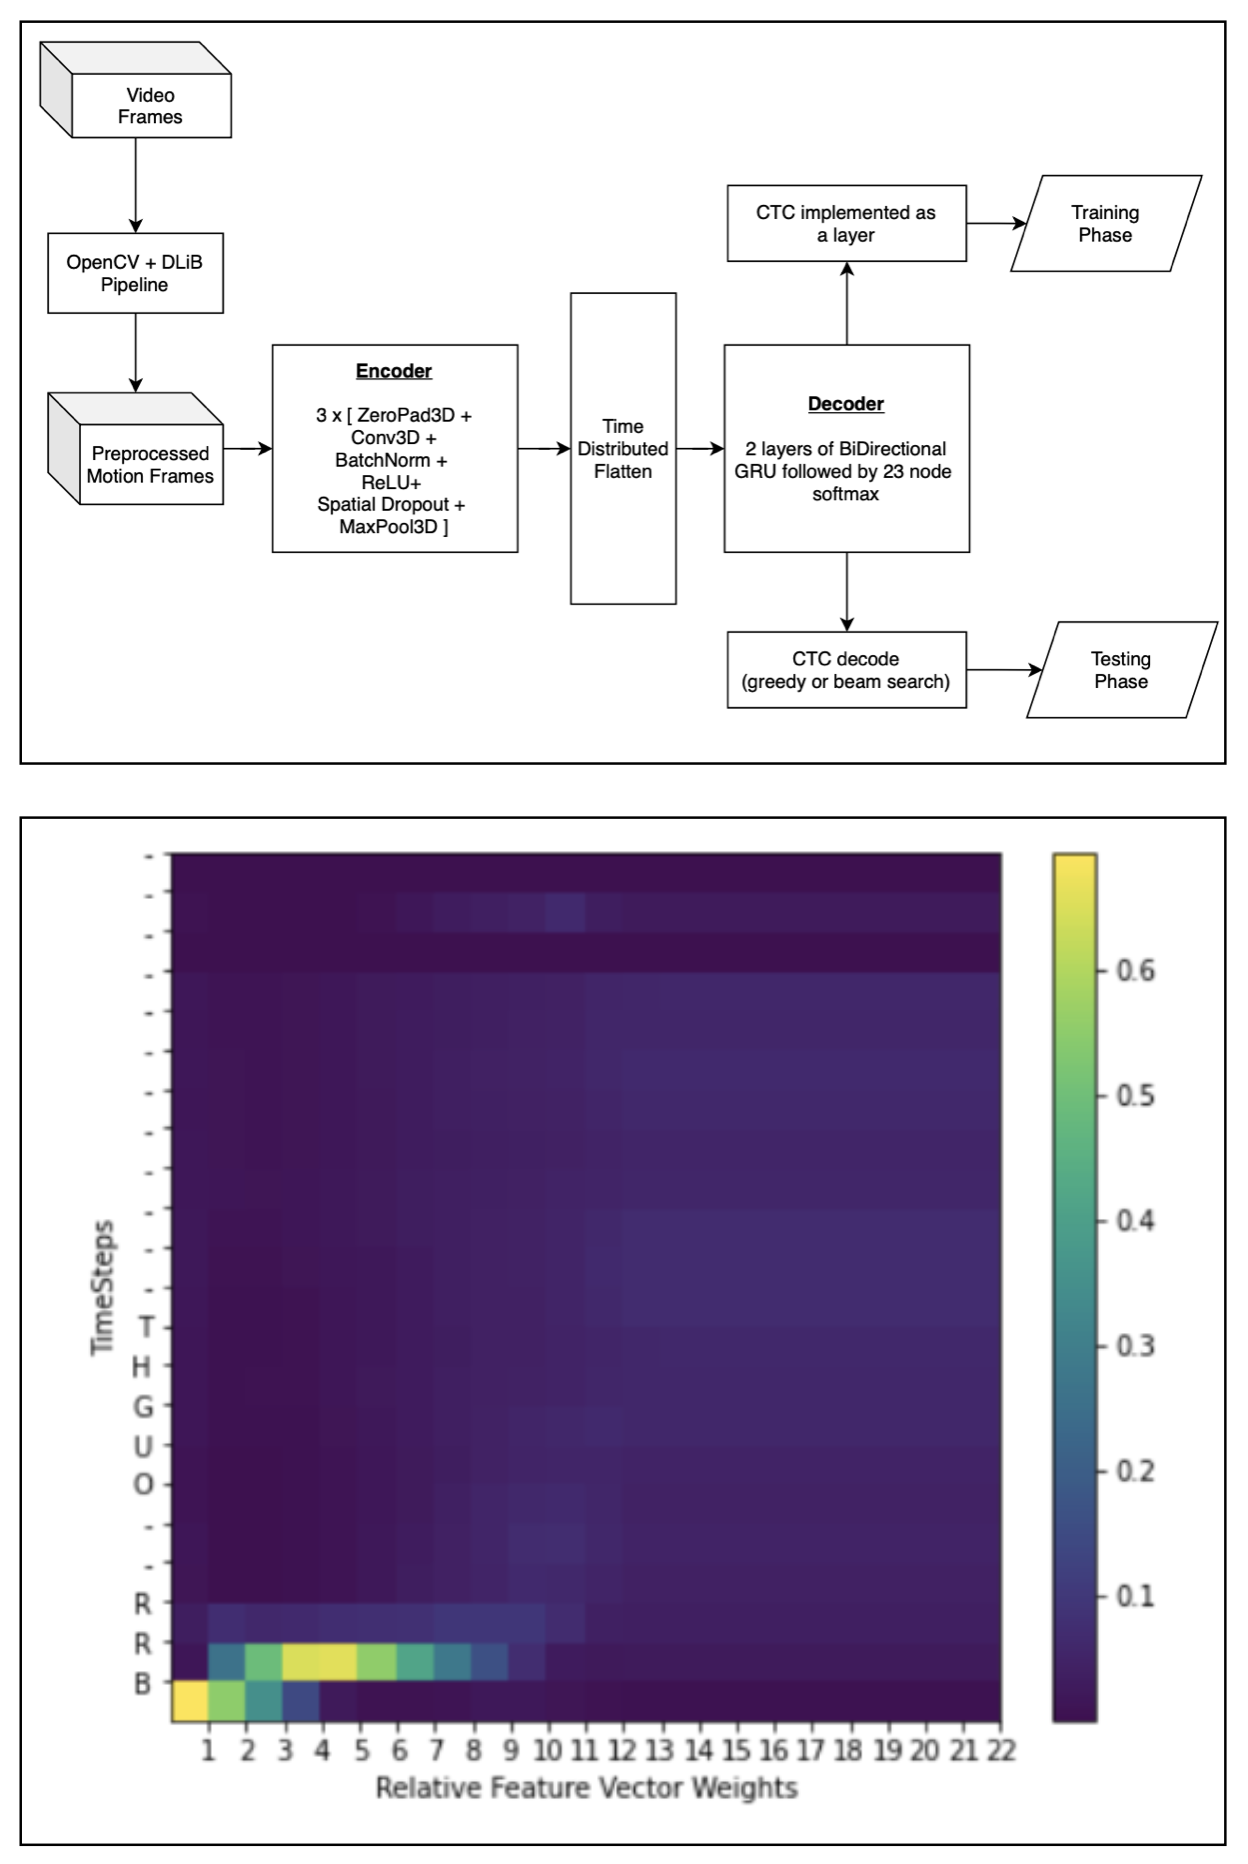 Video
Frames
OpenCV + DLiB
Pipeline
Preprocessed
Motion Frames
Encoder
3 x [ ZeroPad3D +
Conv3D +
BatchNorm +
ReLU+
Spatial Dropout +
MaxPool3D ]
Time
Distributed
Flatten
Decoder
2 layers of BiDirectional
GRU followed by 23 node
softmax
CTC implemented as
a layer
Training
Phase
CTC decode
(greedy or beam search)
Testing
Phase
TimeSteps
-
-
-
-
-
-
-
-
-
-
-
-
T
H
G
U
O
-
-
R
R
B
1 2 3 4 5 6 7 8 9 10 11 12 13 14 15 16 17 18 19 20 21 22
Relative Feature Vector Weights
0.6
0.5
0.4
0.3
0.2
0.1